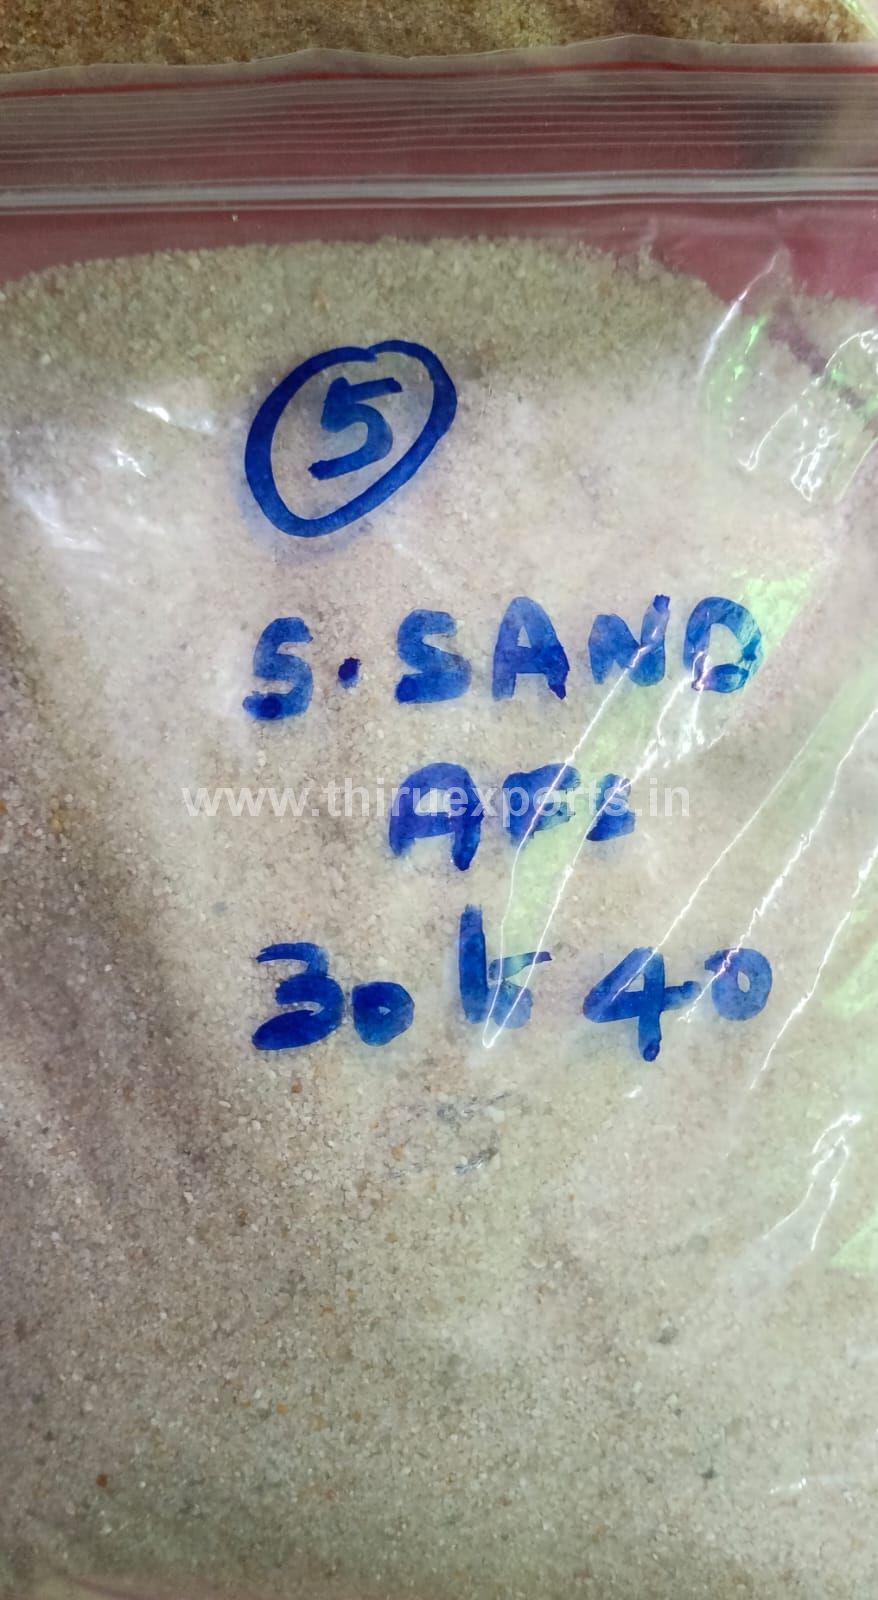 5
S. SAND
AFS
30 to 40
www.thiruexports.in